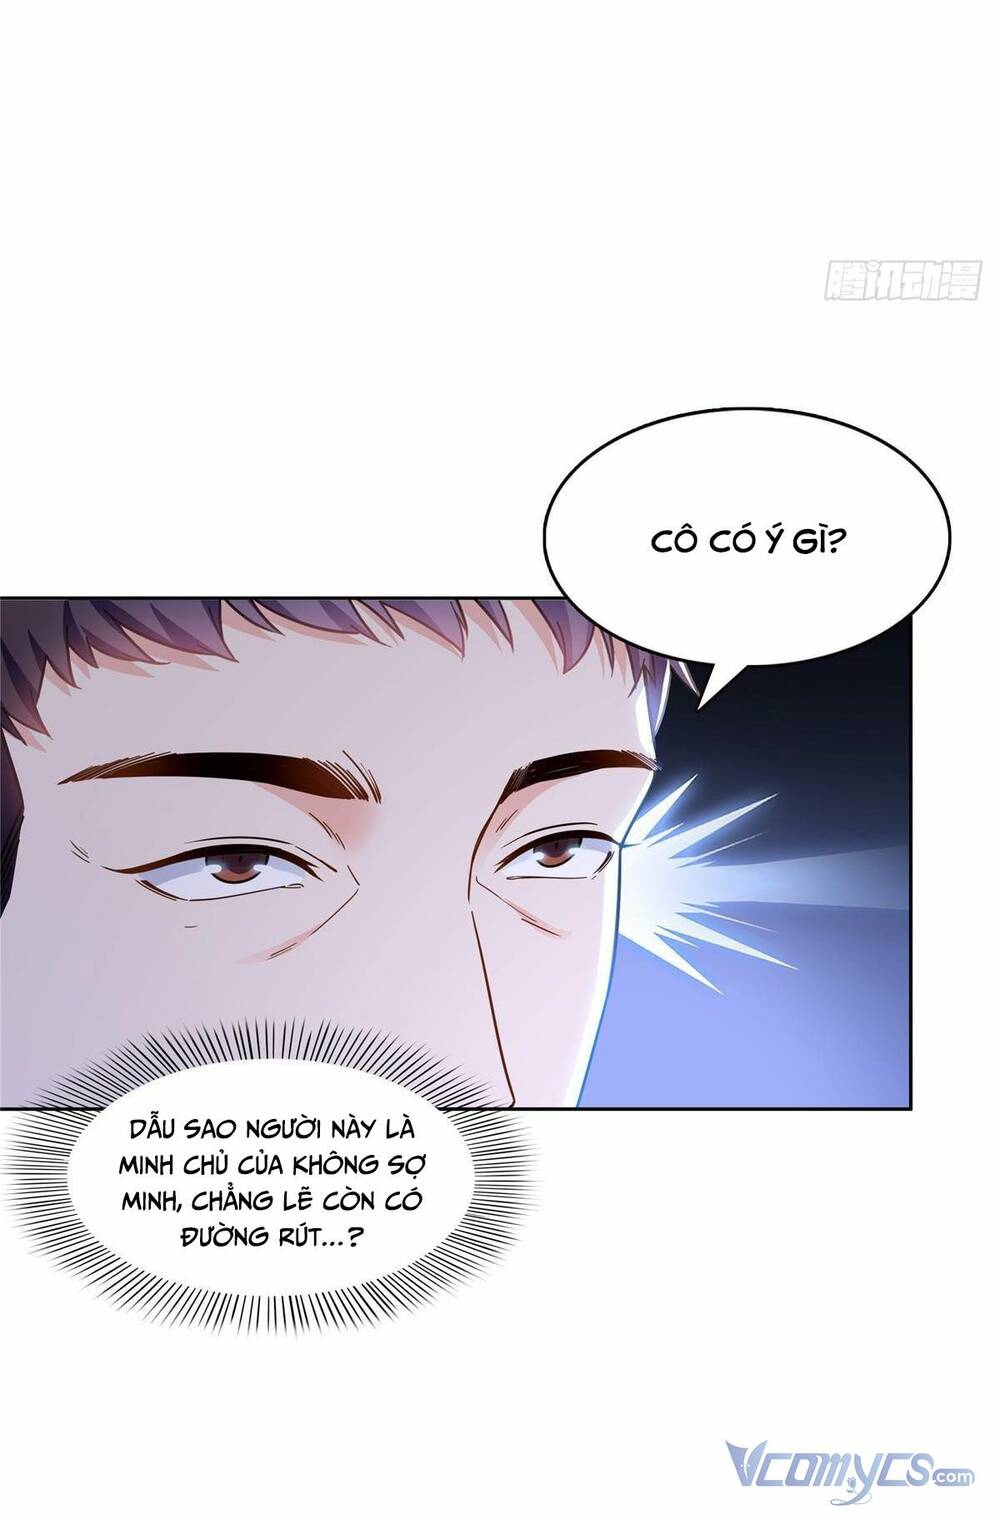 腾讯动漫
CÔ CÓ Ý GÌ?
DẪU SAO NGƯỜI NÀY LÀ
MINH CHỦ CỦA KHÔNG SỢ
MINH, CHẲNG LẼ CÒN CÓ
ĐƯỜNG RÚT...?
VCOMYCS.com